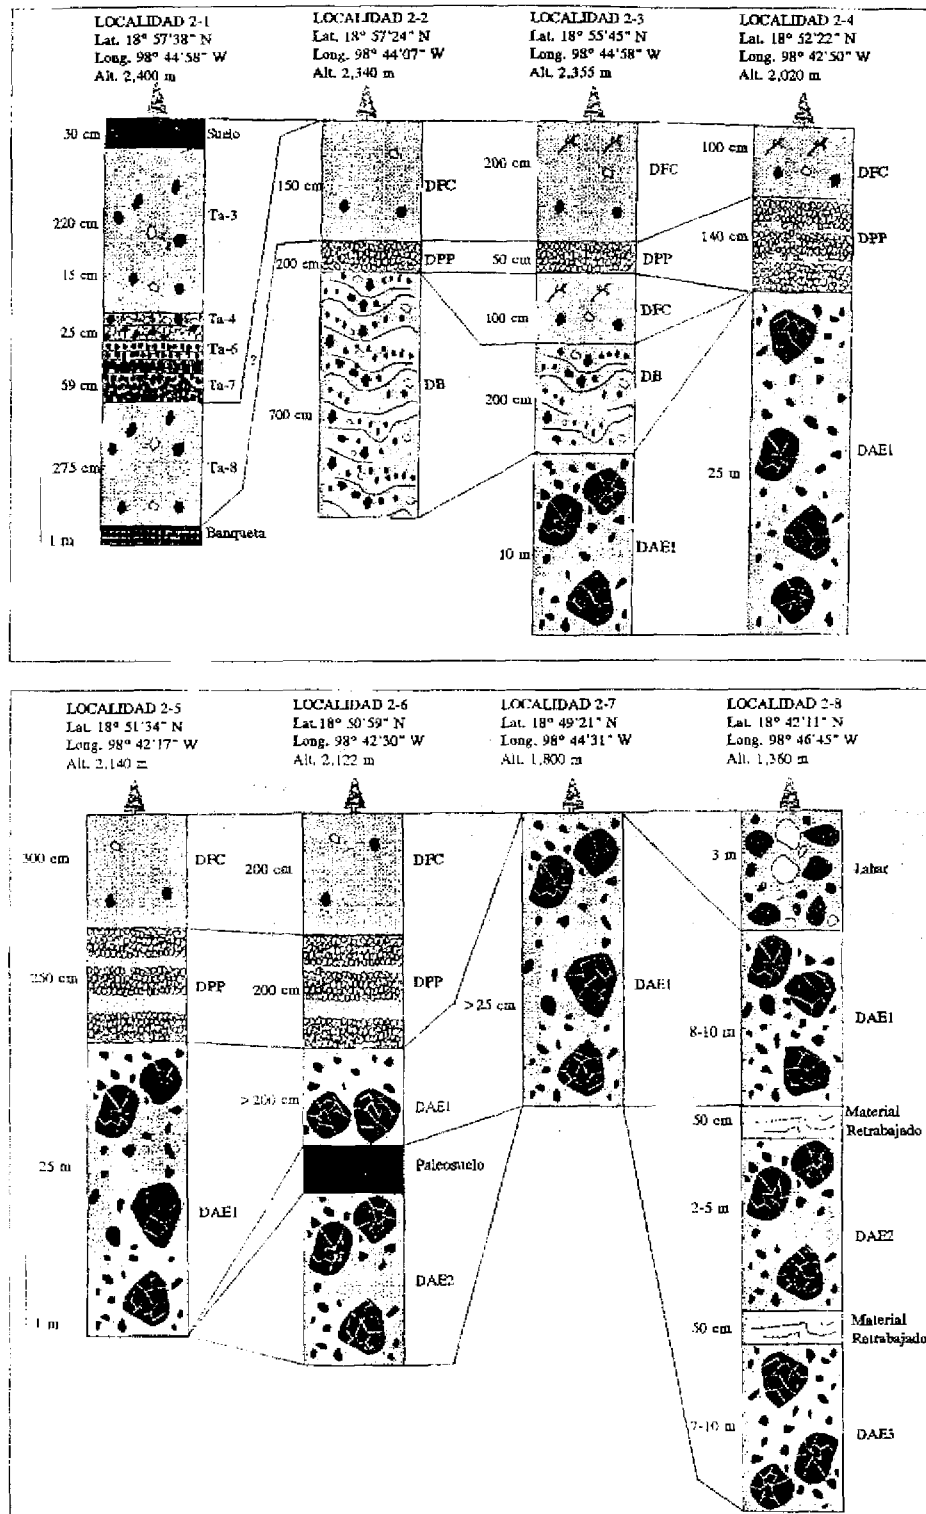 LOCALIDAD 2-1
Lat. 18° 57'38" N
Long. 98° 44'58" W
Alt. 2,400 m
30 cm
Suelo
220 cm
Ta-3
15 cm
Ta-4
25 cm
Ta-6
59 cm
Ta-7
275 cm
Ta-8
1 m
Banqueta
?
LOCALIDAD 2-2
Lat. 18° 57'24" N
Long. 98° 44'07" W
Alt. 2,340 m
150 cm
DFC
200 cm
DPP
700 cm
DB
LOCALIDAD 2-3
Lat. 18° 55'45" N
Long. 98° 44'58" W
Alt. 2,355 m
200 cm
DFC
50 cm
DPP
100 cm
DFC
200 cm
DB
10 m
DAE1
LOCALIDAD 2-4
Lat. 18° 52'22" N
Long. 98° 42'50" W
Alt. 2,020 m
100 cm
DFC
140 cm
DPP
25 m
DAE1
LOCALIDAD 2-5
Lat. 18° 51'34" N
Long. 98° 42'17" W
Alt. 2,140 m
300 cm
DFC
250 cm
DPP
25 m
DAE1
1 m
LOCALIDAD 2-6
Lat. 18° 50'59" N
Long. 98° 42'30" W
Alt. 2,122 m
200 cm
DFC
200 cm
DPP
> 200 cm
DAE1
Paleosuelo
DAE2
LOCALIDAD 2-7
Lat. 18° 49'21" N
Long. 98° 44'31" W
Alt. 1,800 m
> 25 cm
DAE1
LOCALIDAD 2-8
Lat. 18° 42'11" N
Long. 98° 46'45" W
Alt. 1,360 m
3 m
Lahar
8-10 m
DAE1
50 cm
Material
Retrabajado
2-5 m
DAE2
50 cm
Material
Retrabajado
7-10 m
DAE3